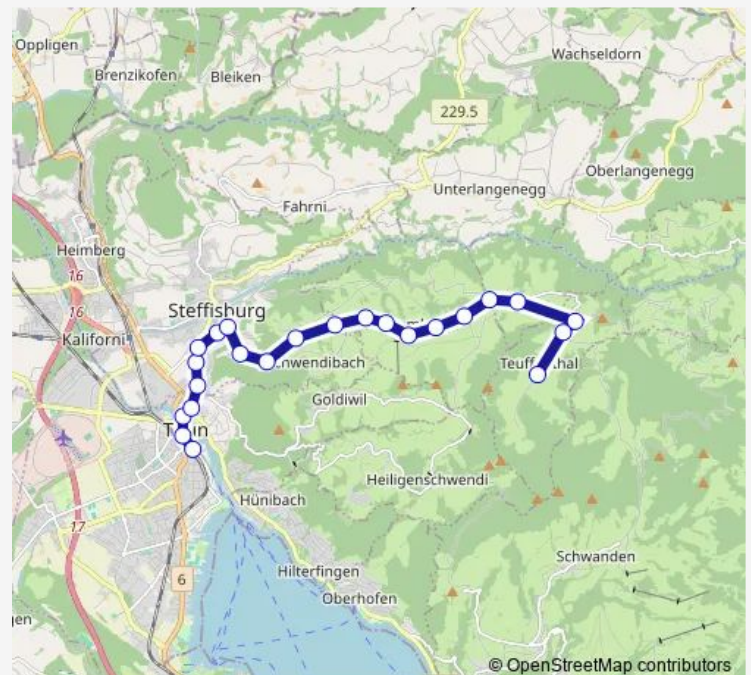 Oppligen
Wachseldorn
Brenzikofen
Bleiken
229.5
Oberlangenegg
Unterlangenegg
Fahrni
Heimberg
16
Steffisburg
16
Kaliforni
Goldiwil
Heiligenschwendi
Hünibach
17
Schwanden
Hilterfingen
6
Oberhofen
© OpenStreetMap contributors